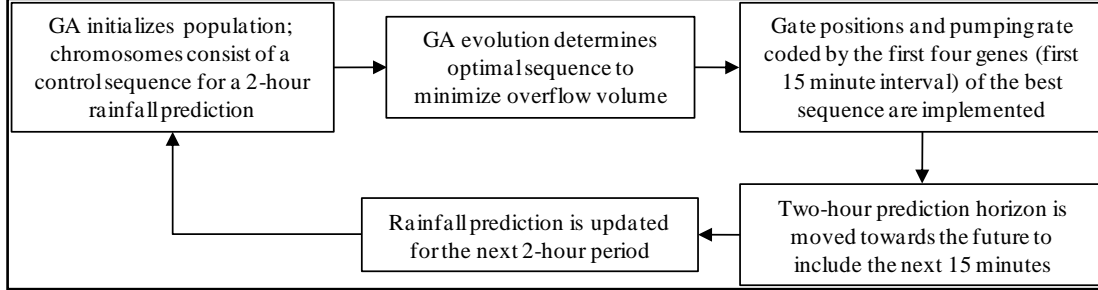 GA initializes population;
chromosomes consist of a
control sequence for a 2-hour
rainfall prediction
GA evolution determines
optimal sequence to
minimize overflow volume
Gate positions and pumping rate
coded by the first four genes (first
15 minute interval) of the best
sequence are implemented
Two-hour prediction horizon is
moved towards the future to
include the next 15 minutes
Rainfall prediction is updated
for the next 2-hour period